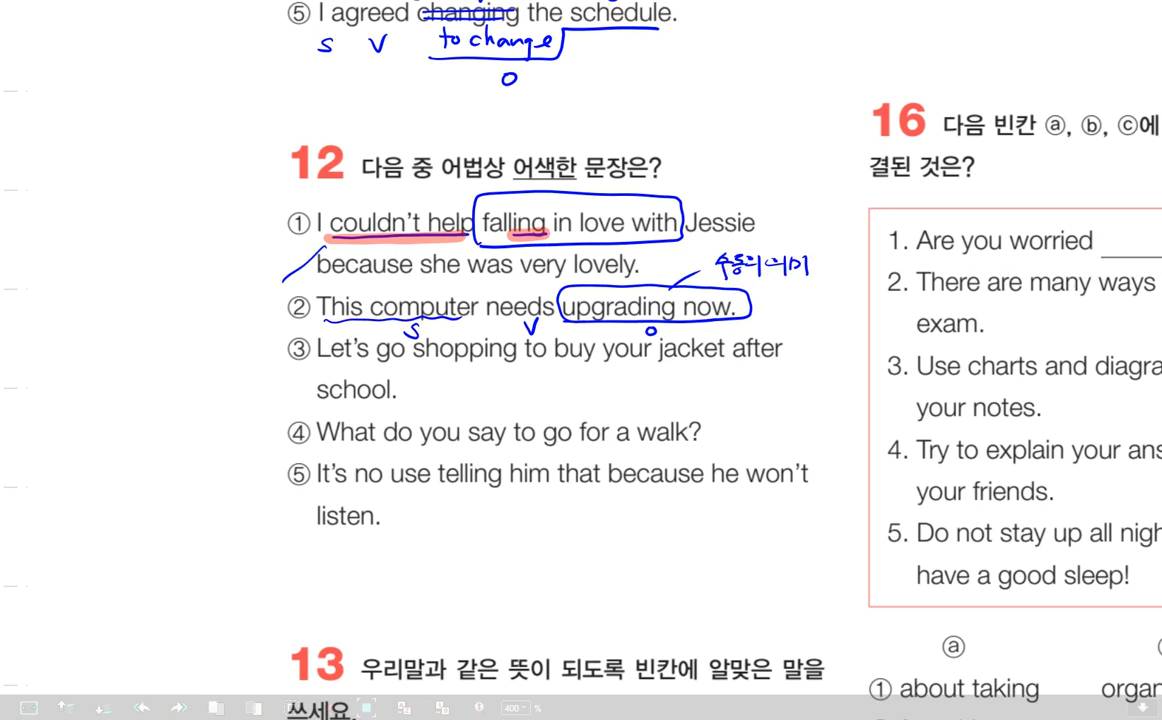 ⑤ I agreed changing the schedule.
to change
S V
O
12 다음 중 어법상 어색한 문장은?
① I couldn't help falling in love with Jessie
because she was very lovely.
수동의 의미
② This computer needs upgrading now.
S V O
③ Let's go shopping to buy your jacket after
school.
④ What do you say to go for a walk?
⑤ It's no use telling him that because he won't
listen.
13 우리말과 같은 뜻이 되도록 빈칸에 알맞은 말을
쓰세요.
16 다음 빈칸 ⓐ, ⓑ, ⓒ에
결된 것은?
1. Are you worried
2. There are many ways
exam.
3. Use charts and diagra
your notes.
4. Try to explain your ans
your friends.
5. Do not stay up all nigh
have a good sleep!
ⓐ
① about taking organ
400 %